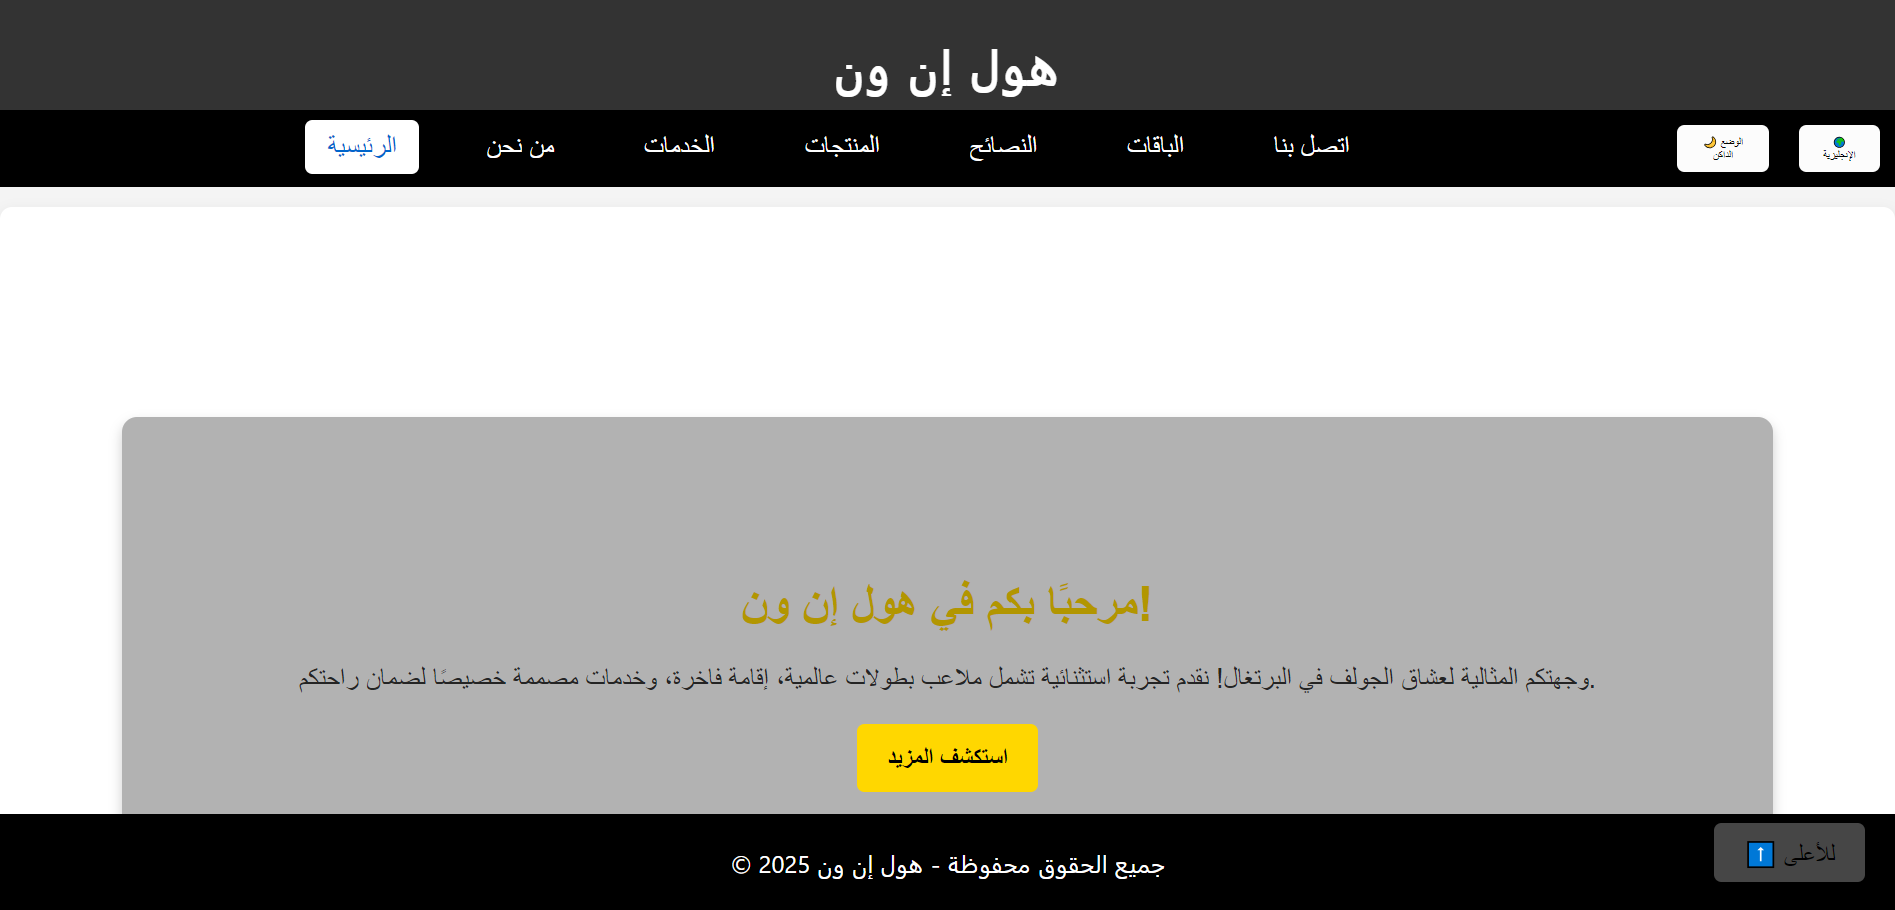 هول إن ون
الرئيسية
من نحن
الخدمات
المنتجات
النصائح
الباقات
اتصل بنا
الوضع 🌙
الداكن
الإنجليزية
مرحبًا بكم في هول إن ون!
وجهتكم المثالية لعشاق الجولف في البرتغال! نقدم تجربة استثنائية تشمل ملاعب بطولات عالمية، إقامة فاخرة، وخدمات مصممة خصيصًا لضمان راحتكم.
استكشف المزيد
جميع الحقوق محفوظة - هول إن ون 2025 ©
للأعلى ⬆️